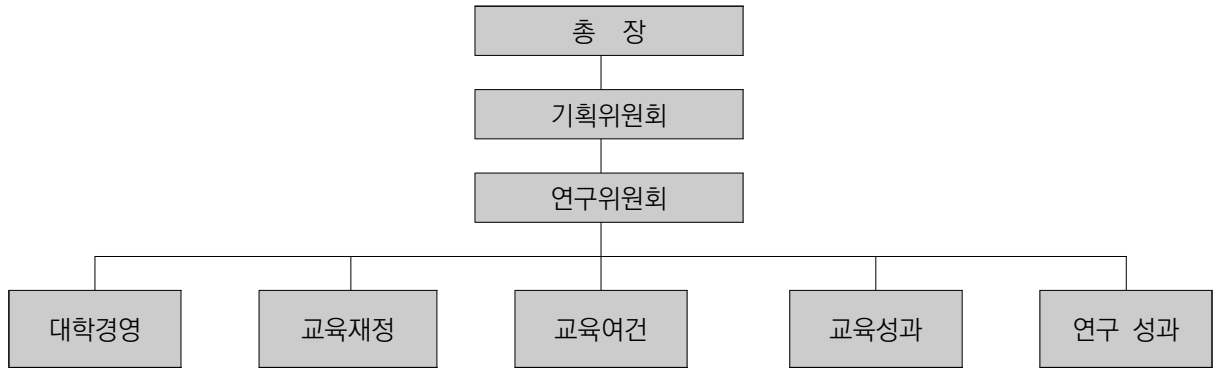 총 장
기획위원회
연구위원회
대학경영
교육재정
교육여건
교육성과
연구 성과